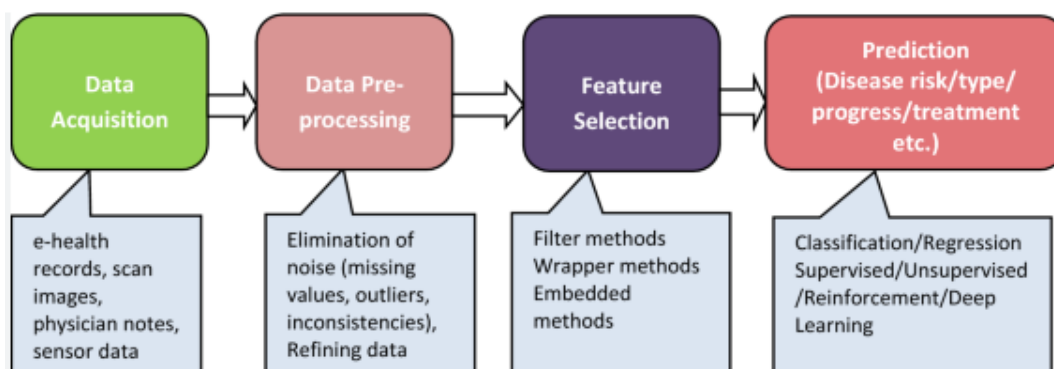 Data
Acquisition
Data Pre-
processing
Feature
Selection
Prediction
(Disease risk/type/
progress/treatment
etc.)
e-health
records, scan
images,
physician notes,
sensor data
Elimination of
noise (missing
values, outliers,
inconsistencies),
Refining data
Filter methods
Wrapper methods
Embedded
methods
Classification/Regression
Supervised/Unsupervised
/Reinforcement/Deep
Learning